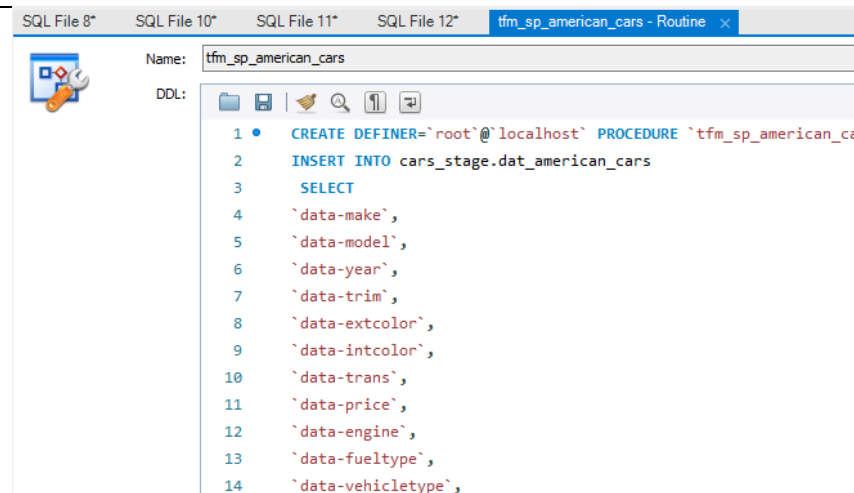 SQL File 8* SQL File 10* SQL File 11* SQL File 12* tfm_sp_american_cars - Routine ×
Name: tfm_sp_american_cars
DDL:
1 CREATE DEFINER=`root`@`localhost` PROCEDURE `tfm_sp_american_ca
2 INSERT INTO cars_stage.dat_american_cars
3 SELECT
4 `data-make`,
5 `data-model`,
6 `data-year`,
7 `data-trim`,
8 `data-extcolor`,
9 `data-intcolor`,
10 `data-trans`,
11 `data-price`,
12 `data-engine`,
13 `data-fueltype`,
14 `data-vehicletype`,